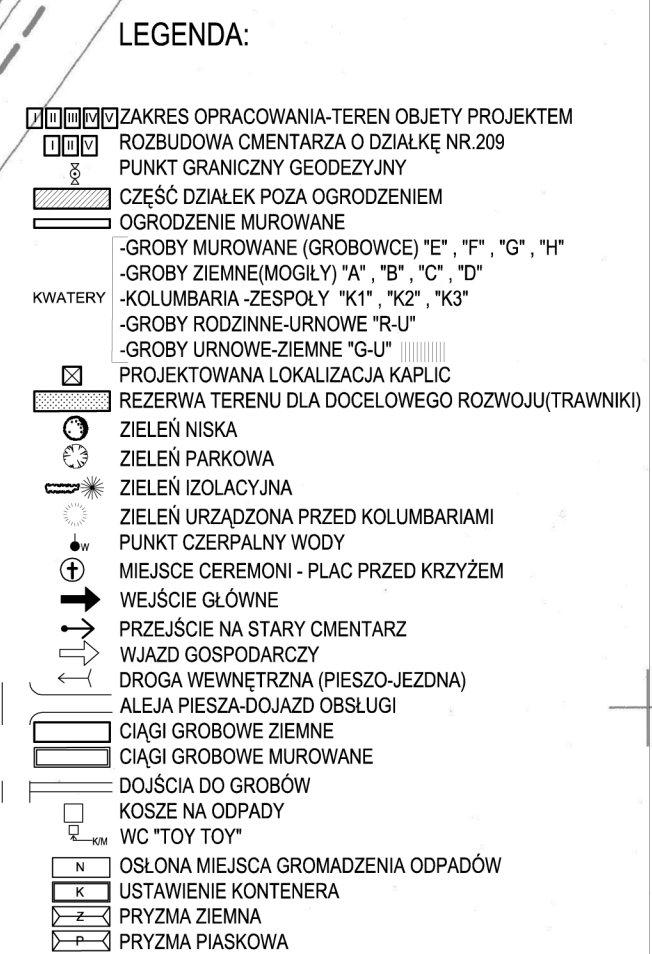 LEGENDA:
I II III IV V ZAKRES OPRACOWANIA-TEREN OBJETY PROJEKTEM
I II V ROZBUDOWA CMENTARZA O DZIAŁKĘ NR.209
PUNKT GRANICZNY GEODEZYJNY
CZĘŚĆ DZIAŁEK POZA OGRODZENIEM
OGRODZENIE MUROWANE
-GROBY MUROWANE (GROBOWCE) "E" , "F" , "G" , "H"
-GROBY ZIEMNE(MOGIŁY) "A" , "B" , "C" , "D"
KWATERY -KOLUMBARIA -ZESPOŁY "K1" , "K2" , "K3"
-GROBY RODZINNE-URNOWE "R-U"
-GROBY URNOWE-ZIEMNE "G-U"
PROJEKTOWANA LOKALIZACJA KAPLIC
REZERWA TERENU DLA DOCELOWEGO ROZWOJU(TRAWNIKI)
ZIELEŃ NISKA
ZIELEŃ PARKOWA
ZIELEŃ IZOLACYJNA
ZIELEŃ URZĄDZONA PRZED KOLUMBARIAMI
W PUNKT CZERPALNY WODY
MIEJSCE CEREMONI - PLAC PRZED KRZYŻEM
WEJŚCIE GŁÓWNE
PRZEJŚCIE NA STARY CMENTARZ
WJAZD GOSPODARCZY
DROGA WEWNĘTRZNA (PIESZO-JEZDNA)
ALEJA PIESZA-DOJAZD OBSŁUGI
CIĄGI GROBOWE ZIEMNE
CIĄGI GROBOWE MUROWANE
DOJŚCIA DO GROBÓW
KOSZE NA ODPADY
K/M WC "TOY TOY"
N OSŁONA MIEJSCA GROMADZENIA ODPADÓW
K USTAWIENIE KONTENERA
Z PRYZMA ZIEMNA
P PRYZMA PIASKOWA